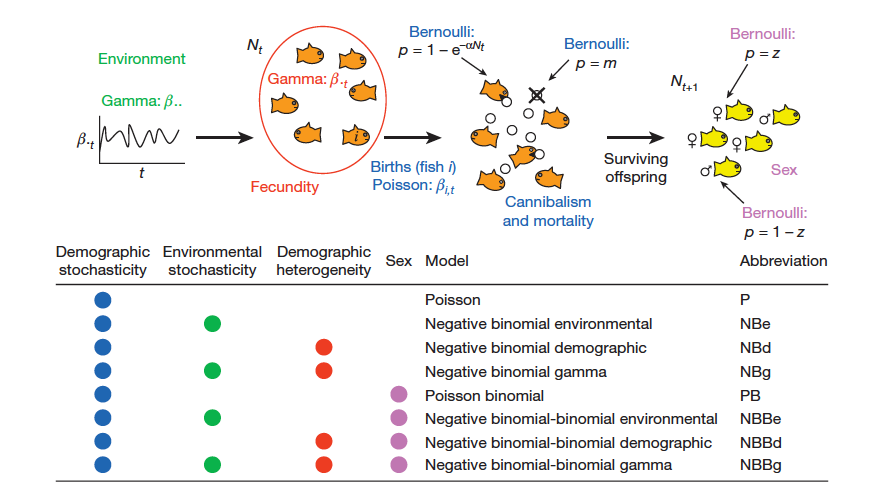 Environment
Gamma: β..
β·t
t
Nt
Gamma: β·t
i
Fecundity
Births (fish i)
Poisson: βi,t
Bernoulli:
p = 1 – e–αNt
Bernoulli:
p = m
Cannibalism
and mortality
Surviving
offspring
Nt+1
Bernoulli:
p = z
♀ ♂
♀ ♀
♂
Sex
Bernoulli:
p = 1 – z
Demographic stochasticity Environmental stochasticity Demographic heterogeneity Sex Model Abbreviation
Poisson P
Negative binomial environmental NBe
Negative binomial demographic NBd
Negative binomial gamma NBg
Poisson binomial PB
Negative binomial-binomial environmental NBBe
Negative binomial-binomial demographic NBBd
Negative binomial-binomial gamma NBBg